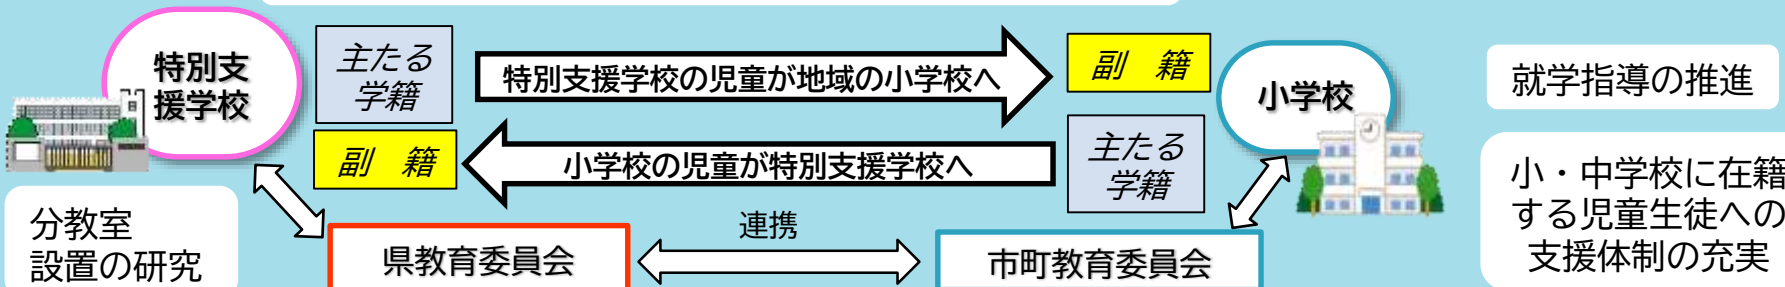 特別支
援学校
主たる
学籍
特別支援学校の児童が地域の小学校へ
副　籍
小学校
就学指導の推進
副　籍
小学校の児童が特別支援学校へ
主たる
学籍
小・中学校に在籍
する児童生徒への
支援体制の充実
分教室
設置の研究
県教育委員会
連携
市町教育委員会